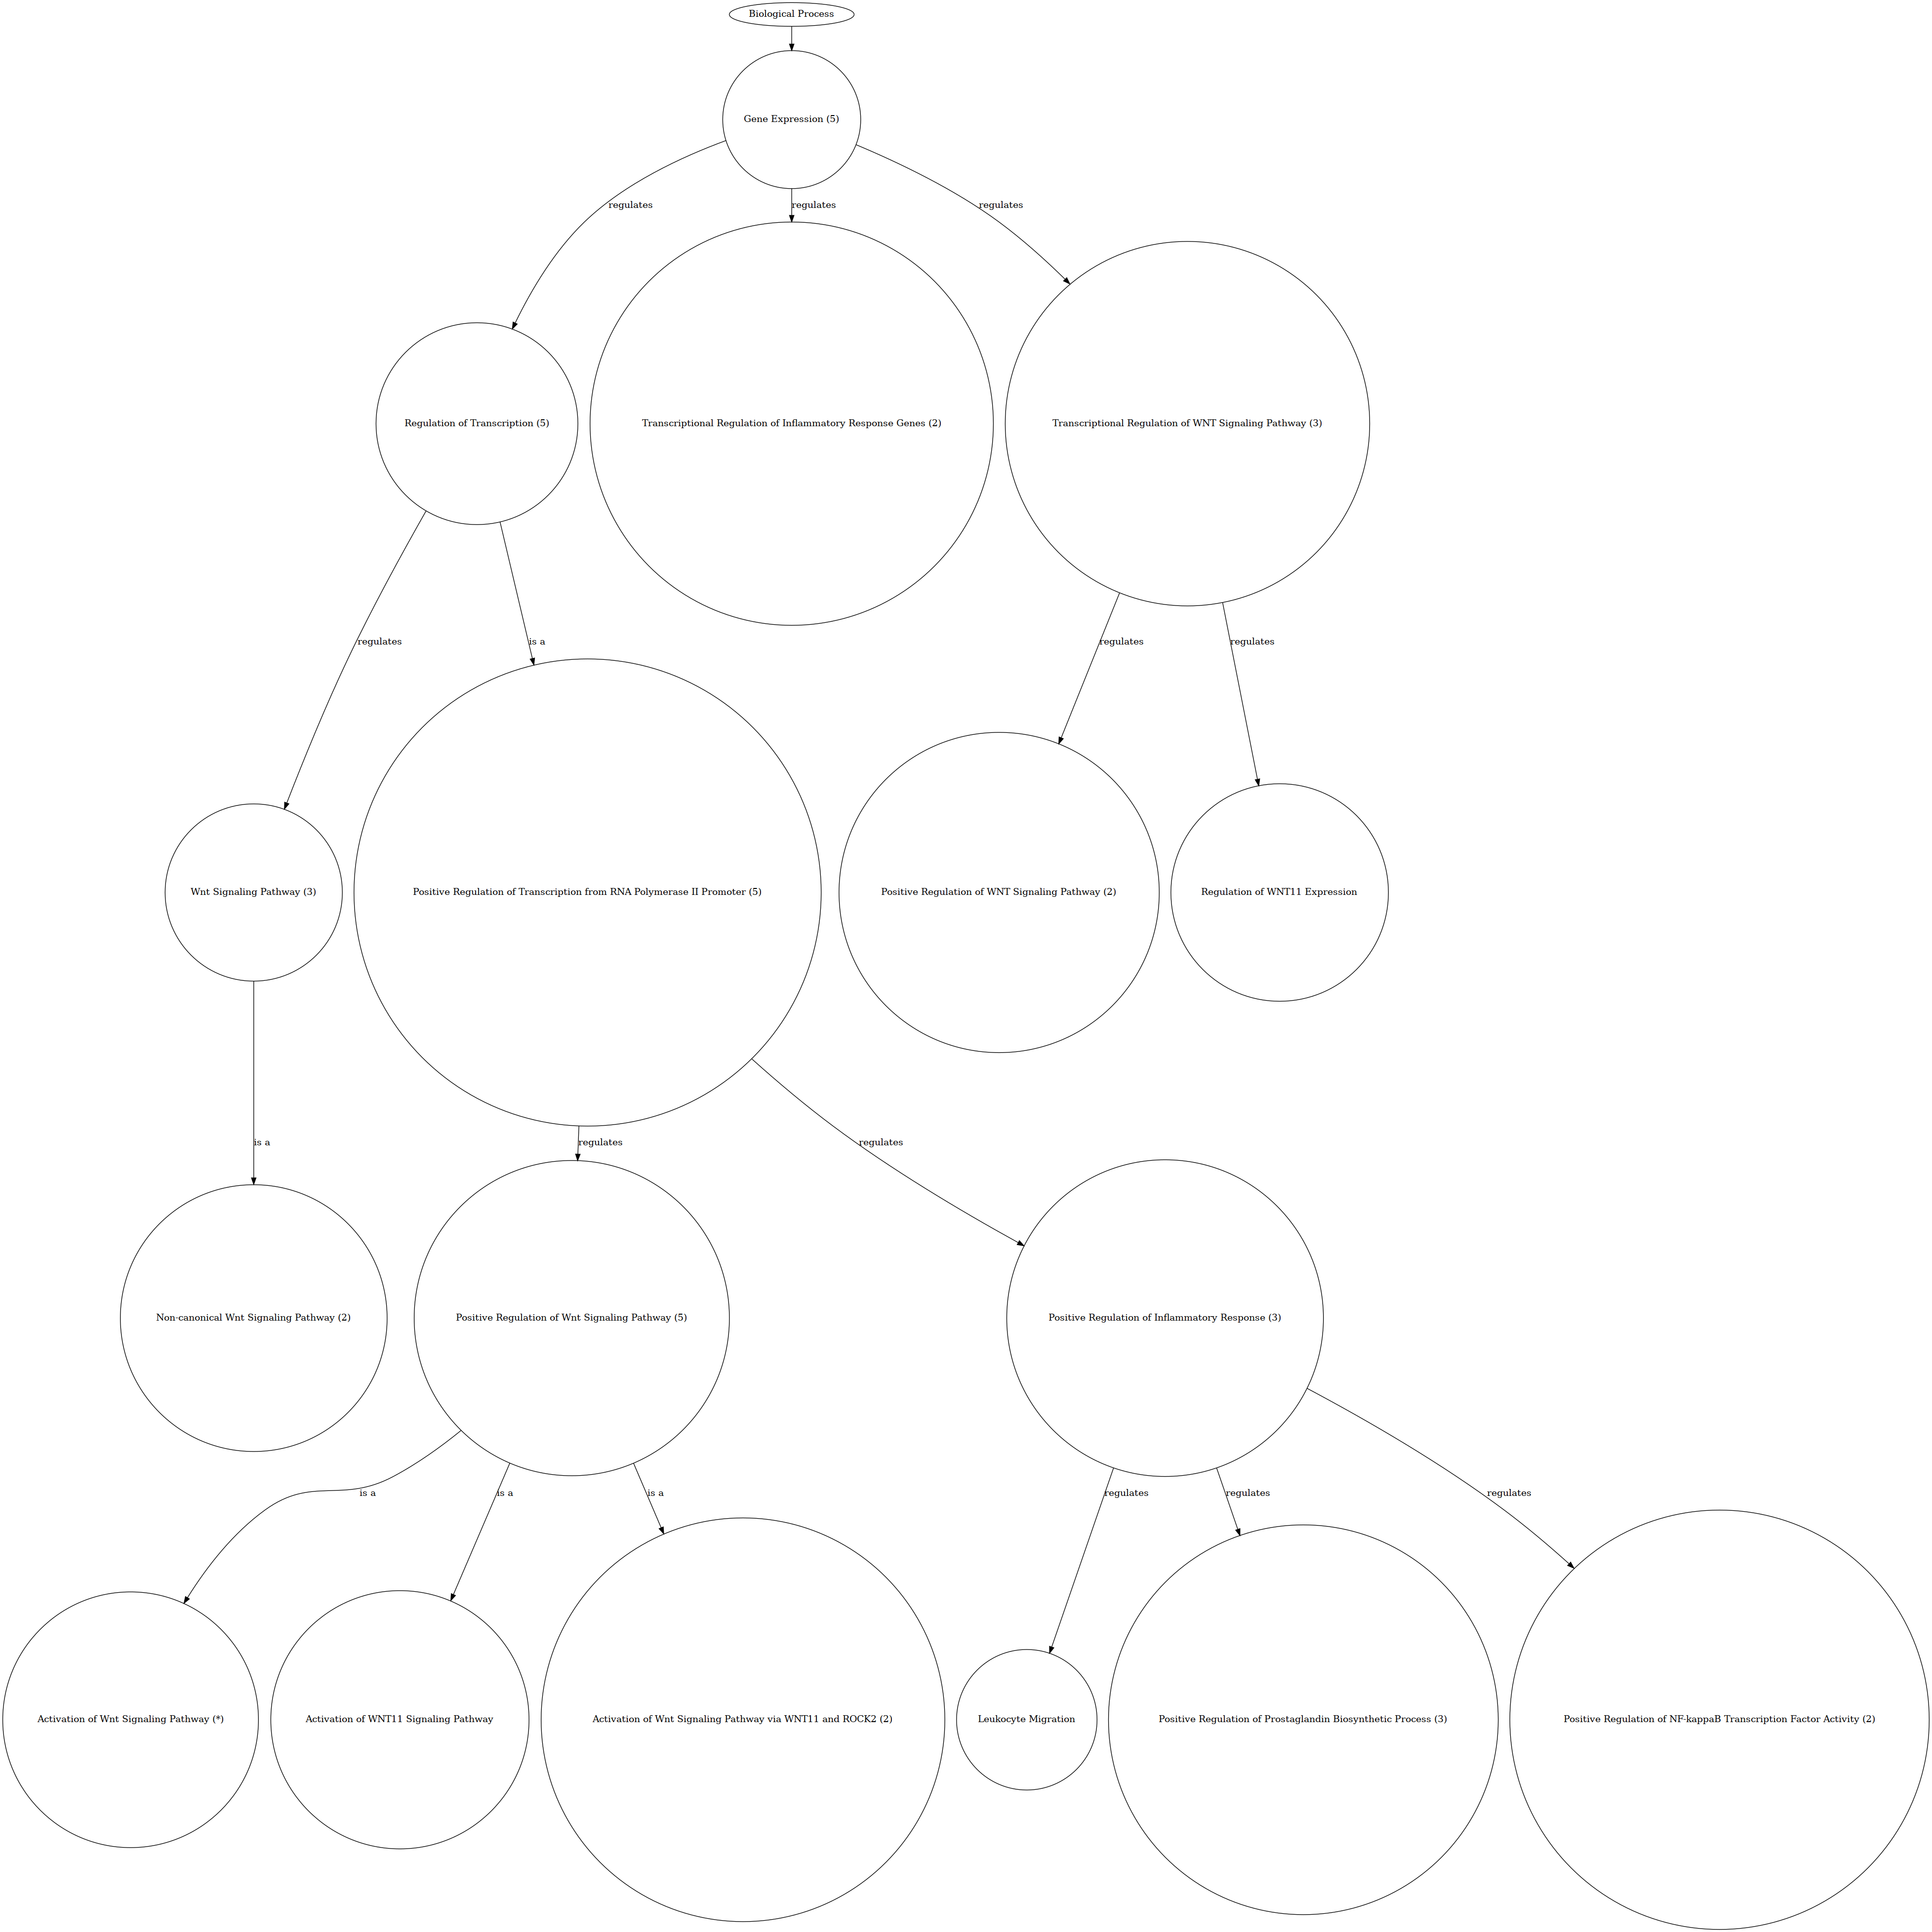 Biological Process
Gene Expression (5)
regulates
regulates
regulates
Regulation of Transcription (5)
Transcriptional Regulation of Inflammatory Response Genes (2)
Transcriptional Regulation of WNT Signaling Pathway (3)
regulates
is a
regulates
regulates
Wnt Signaling Pathway (3)
Positive Regulation of Transcription from RNA Polymerase II Promoter (5)
Positive Regulation of WNT Signaling Pathway (2)
Regulation of WNT11 Expression
is a
regulates
regulates
Non-canonical Wnt Signaling Pathway (2)
Positive Regulation of Wnt Signaling Pathway (5)
Positive Regulation of Inflammatory Response (3)
is a
is a
is a
regulates
regulates
regulates
Activation of Wnt Signaling Pathway (*)
Activation of WNT11 Signaling Pathway
Activation of Wnt Signaling Pathway via WNT11 and ROCK2 (2)
Leukocyte Migration
Positive Regulation of Prostaglandin Biosynthetic Process (3)
Positive Regulation of NF-kappaB Transcription Factor Activity (2)